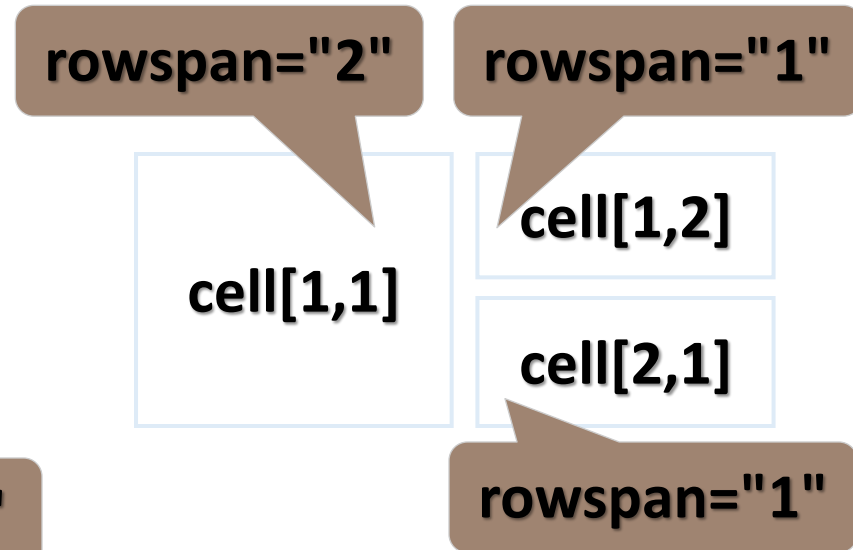 rowspan="2"
rowspan="1"
cell[1,2]
cell[1,1]
cell[2,1]
rowspan="1"
"